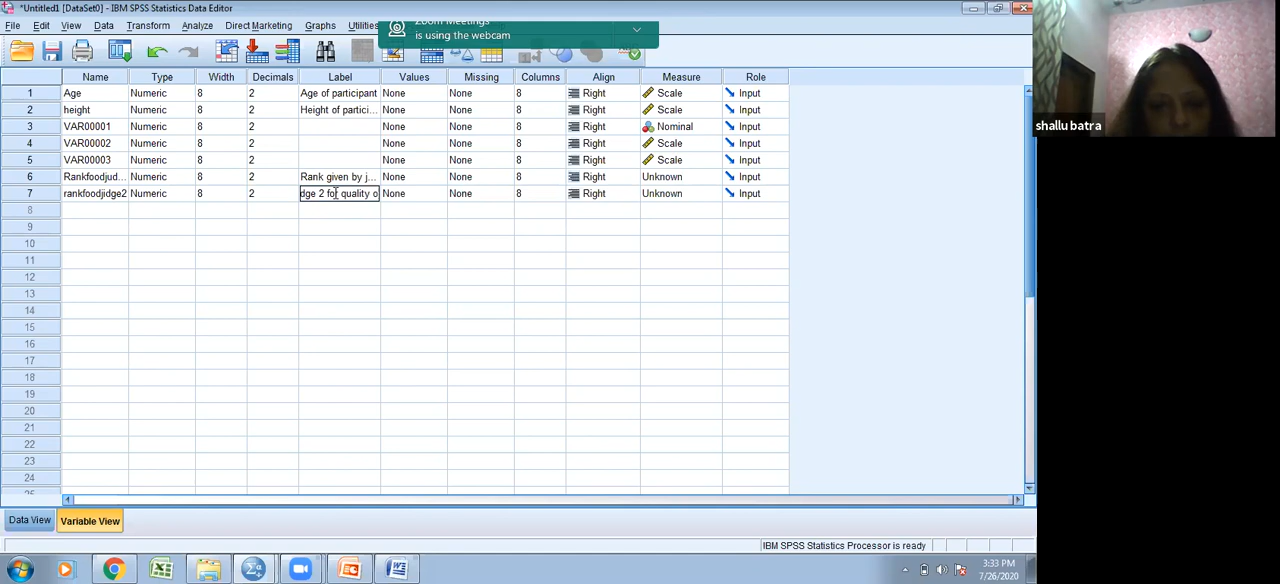 *Untitled1 [DataSet0] - IBM SPSS Statistics Data Editor
File Edit View Data Transform Analyze Direct Marketing Graphs Utilities
Zoom Meetings
is using the webcam
Name Type Width Decimals Label Values Missing Columns Align Measure Role
1 Age Numeric 8 2 Age of participant None None 8 Right Scale Input
2 height Numeric 8 2 Height of partici... None None 8 Right Scale Input
3 VAR00001 Numeric 8 2 None None 8 Right Nominal Input
4 VAR00002 Numeric 8 2 None None 8 Right Scale Input
5 VAR00003 Numeric 8 2 None None 8 Right Scale Input
6 Rankfoodjud... Numeric 8 2 Rank given by j... None None 8 Right Unknown Input
7 rankfoodjidge2 Numeric 8 2 dge 2 for quality o None None 8 Right Unknown Input
8
9
10
11
12
13
14
15
16
17
18
19
20
21
22
23
24
Data View Variable View
IBM SPSS Statistics Processor is ready
3:33 PM
7/26/2020
shallu batra